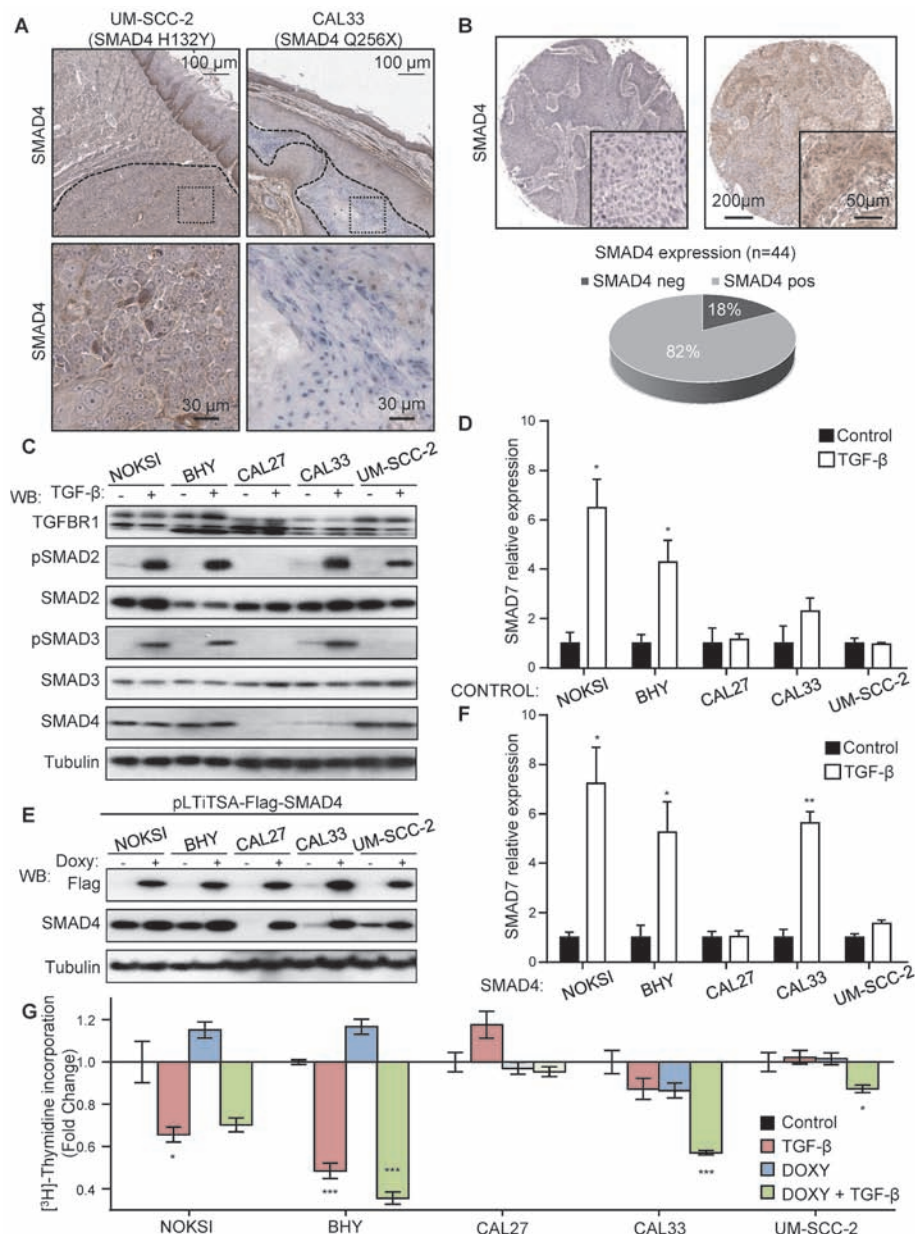 A
UM-SCC-2
(SMAD4 H132Y)
CAL33
(SMAD4 Q256X)
100 µm
100 µm
SMAD4
SMAD4
30 µm
30 µm
B
SMAD4
200µm
50µm
SMAD4 expression (n=44)
SMAD4 neg SMAD4 pos
18%
82%
C
NOKSI BHY CAL27 CAL33 UM-SCC-2
WB: TGF-β: - + - + - + - + - +
TGFBR1
pSMAD2
SMAD2
pSMAD3
SMAD3
SMAD4
Tubulin
D
SMAD7 relative expression
10
8
6
4
2
0
Control
TGF-β
* *
CONTROL: NOKSI BHY CAL27 CAL33 UM-SCC-2
E
pLTiTSA-Flag-SMAD4
NOKSI BHY CAL27 CAL33 UM-SCC-2
Doxy: - + - + - + - + - +
WB: Flag
SMAD4
Tubulin
F
SMAD7 relative expression
10
8
6
4
2
0
Control
TGF-β
* * **
SMAD4: NOKSI BHY CAL27 CAL33 UM-SCC-2
G
[³H]-Thymidine incorporation
(Fold Change)
1.2
1.0
0.8
0.6
0.4
* *** *** *** *
Control
TGF-β
DOXY
DOXY + TGF-β
NOKSI BHY CAL27 CAL33 UM-SCC-2